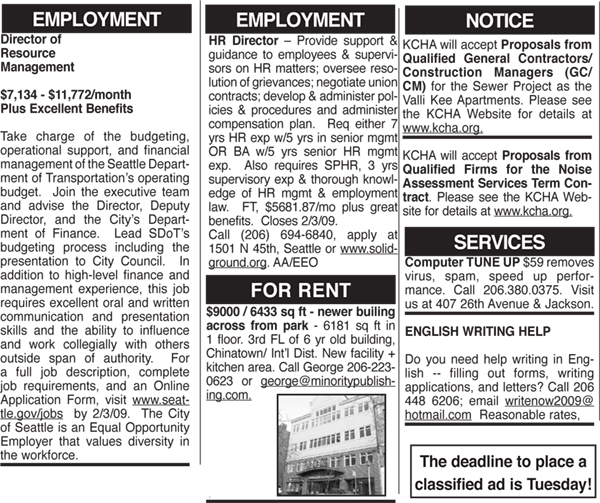 EMPLOYMENT
Director of
Resource
Management
$7,134 - $11,772/month
Plus Excellent Benefits
Take charge of the budgeting,
operational support, and financial
management of the Seattle Depart-
ment of Transportation's operating
budget. Join the executive team
and advise the Director, Deputy
Director, and the City's Depart-
ment of Finance. Lead SDoT's
budgeting process including the
presentation to City Council. In
addition to high-level finance and
management experience, this job
requires excellent oral and written
communication and presentation
skills and the ability to influence
and work collegially with others
outside span of authority. For
a full job description, complete
job requirements, and an Online
Application Form, visit www.seat-
tle.gov/jobs by 2/3/09. The City
of Seattle is an Equal Opportunity
Employer that values diversity in
the workforce.
EMPLOYMENT
HR Director – Provide support &
guidance to employees & supervi-
sors on HR matters; oversee reso-
lution of grievances; negotiate union
contracts; develop & administer pol-
icies & procedures and administer
compensation plan. Req either 7
yrs HR exp w/5 yrs in senior mgmt
OR BA w/5 yrs senior HR mgmt
exp. Also requires SPHR, 3 yrs
supervisory exp & thorough knowl-
edge of HR mgmt & employment
law. FT, $5681.87/mo plus great
benefits. Closes 2/3/09.
Call (206) 694-6840, apply at
1501 N 45th, Seattle or www.solid-
ground.org. AA/EEO
FOR RENT
$9000 / 6433 sq ft - newer builing
across from park - 6181 sq ft in
1 floor. 3rd FL of 6 yr old building,
Chinatown/ Int'l Dist. New facility +
kitchen area. Call George 206-223-
0623 or george@minoritypublish-
ing.com.
NOTICE
KCHA will accept Proposals from
Qualified General Contractors/
Construction Managers (GC/
CM) for the Sewer Project as the
Valli Kee Apartments. Please see
the KCHA Website for details at
www.kcha.org.
KCHA will accept Proposals from
Qualified Firms for the Noise
Assessment Services Term Con-
tract. Please see the KCHA Web-
site for details at www.kcha.org.
SERVICES
Computer TUNE UP $59 removes
virus, spam, speed up perfor-
mance. Call 206.380.0375. Visit
us at 407 26th Avenue & Jackson.
ENGLISH WRITING HELP
Do you need help writing in Eng-
lish -- filling out forms, writing
applications, and letters? Call 206
448 6206; email writenow2009@
hotmail.com Reasonable rates,
The deadline to place a
classified ad is Tuesday!